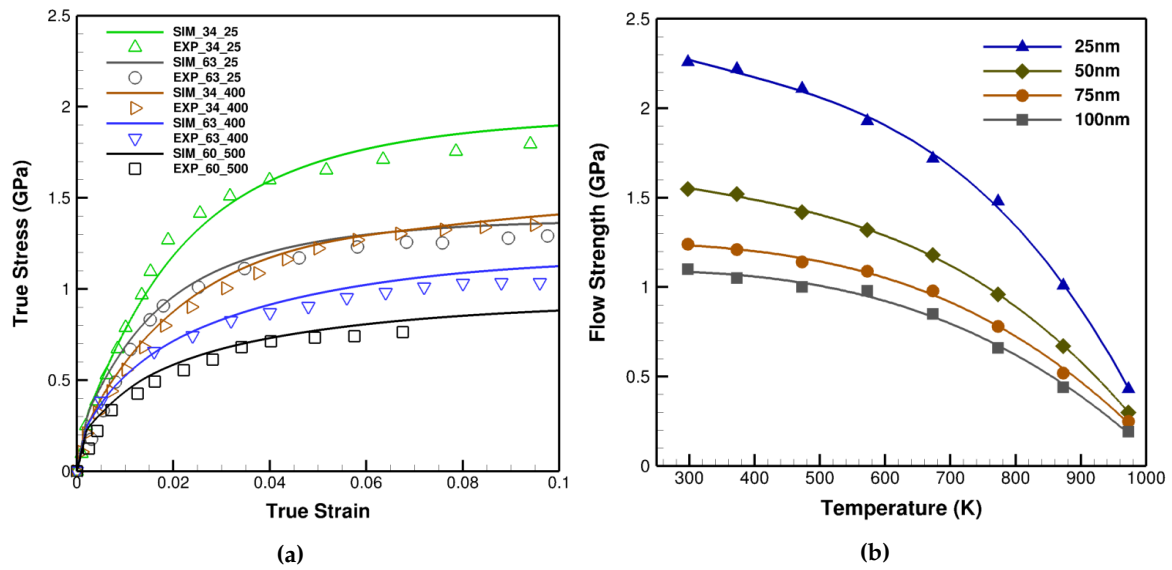 2.5
2
1.5
1
0.5
0
True Stress (GPa)
SIM_34_25
EXP_34_25
SIM_63_25
EXP_63_25
SIM_34_400
EXP_34_400
SIM_63_400
EXP_63_400
SIM_60_500
EXP_60_500
0 0.02 0.04 0.06 0.08 0.1
True Strain
(a)
2.5
2
1.5
1
0.5
0
Flow Strength (GPa)
25nm
50nm
75nm
100nm
300 400 500 600 700 800 900 1000
Temperature (K)
(b)